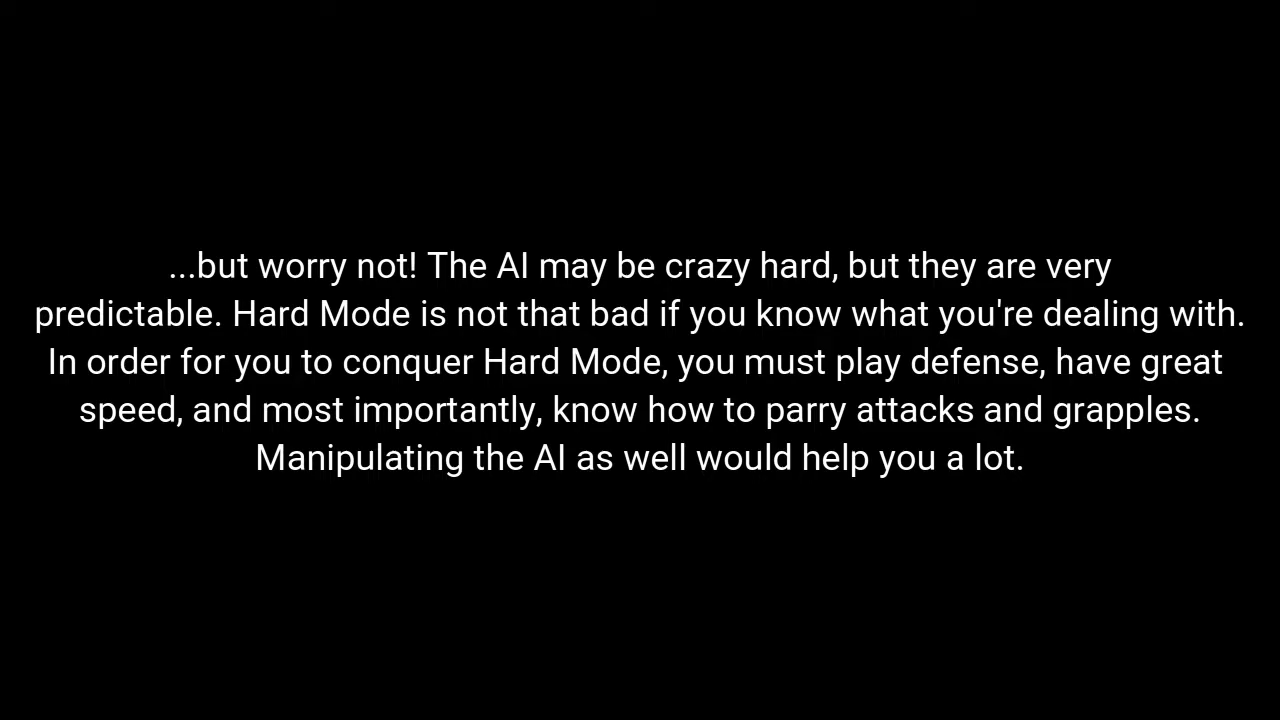 ...but worry not! The AI may be crazy hard, but they are very
predictable. Hard Mode is not that bad if you know what you're dealing with.
In order for you to conquer Hard Mode, you must play defense, have great
speed, and most importantly, know how to parry attacks and grapples.
Manipulating the AI as well would help you a lot.